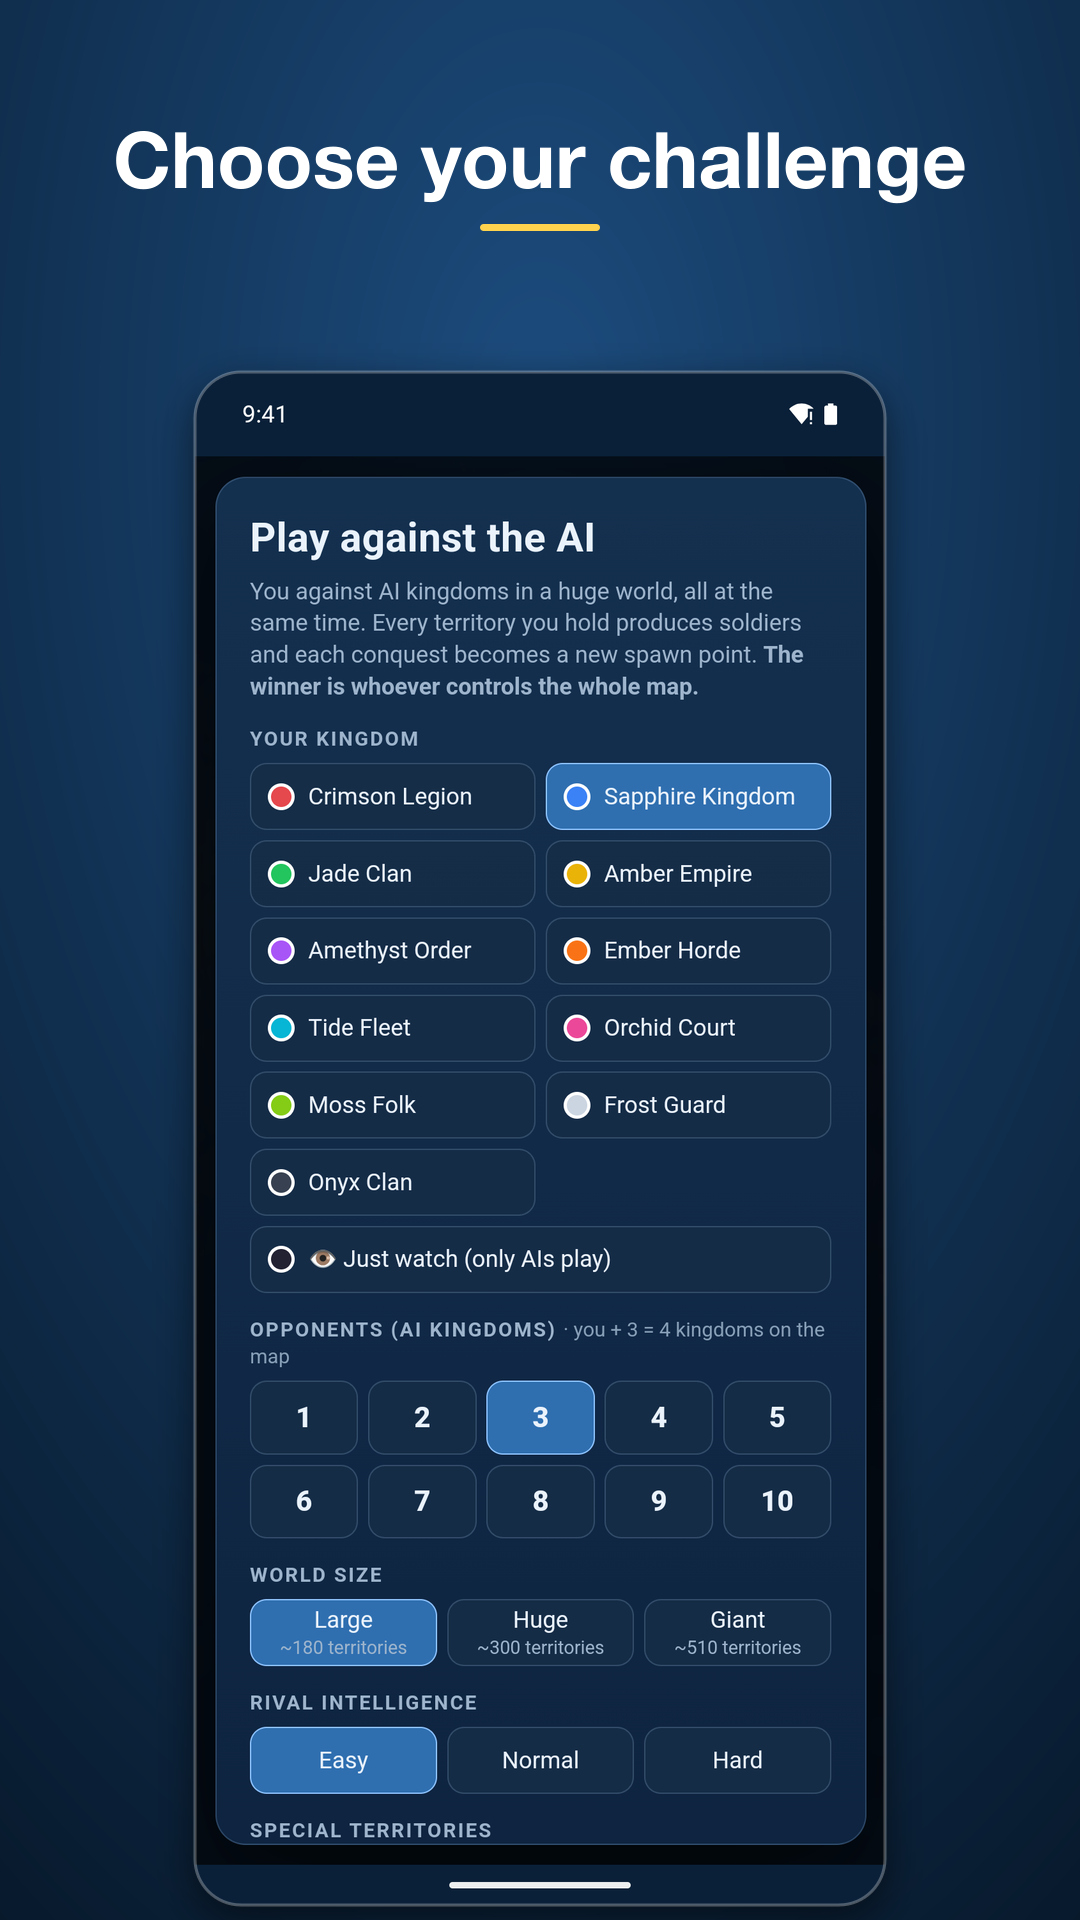 Choose your challenge
9:41
Play against the AI
You against AI kingdoms in a huge world, all at the
same time. Every territory you hold produces soldiers
and each conquest becomes a new spawn point. The
winner is whoever controls the whole map.
YOUR KINGDOM
Crimson Legion
Sapphire Kingdom
Jade Clan
Amber Empire
Amethyst Order
Ember Horde
Tide Fleet
Orchid Court
Moss Folk
Frost Guard
Onyx Clan
👁️ Just watch (only AIs play)
OPPONENTS (AI KINGDOMS) · you + 3 = 4 kingdoms on the
map
1 2 3 4 5
6 7 8 9 10
WORLD SIZE
Large Huge Giant
~180 territories ~300 territories ~510 territories
RIVAL INTELLIGENCE
Easy Normal Hard
SPECIAL TERRITORIES